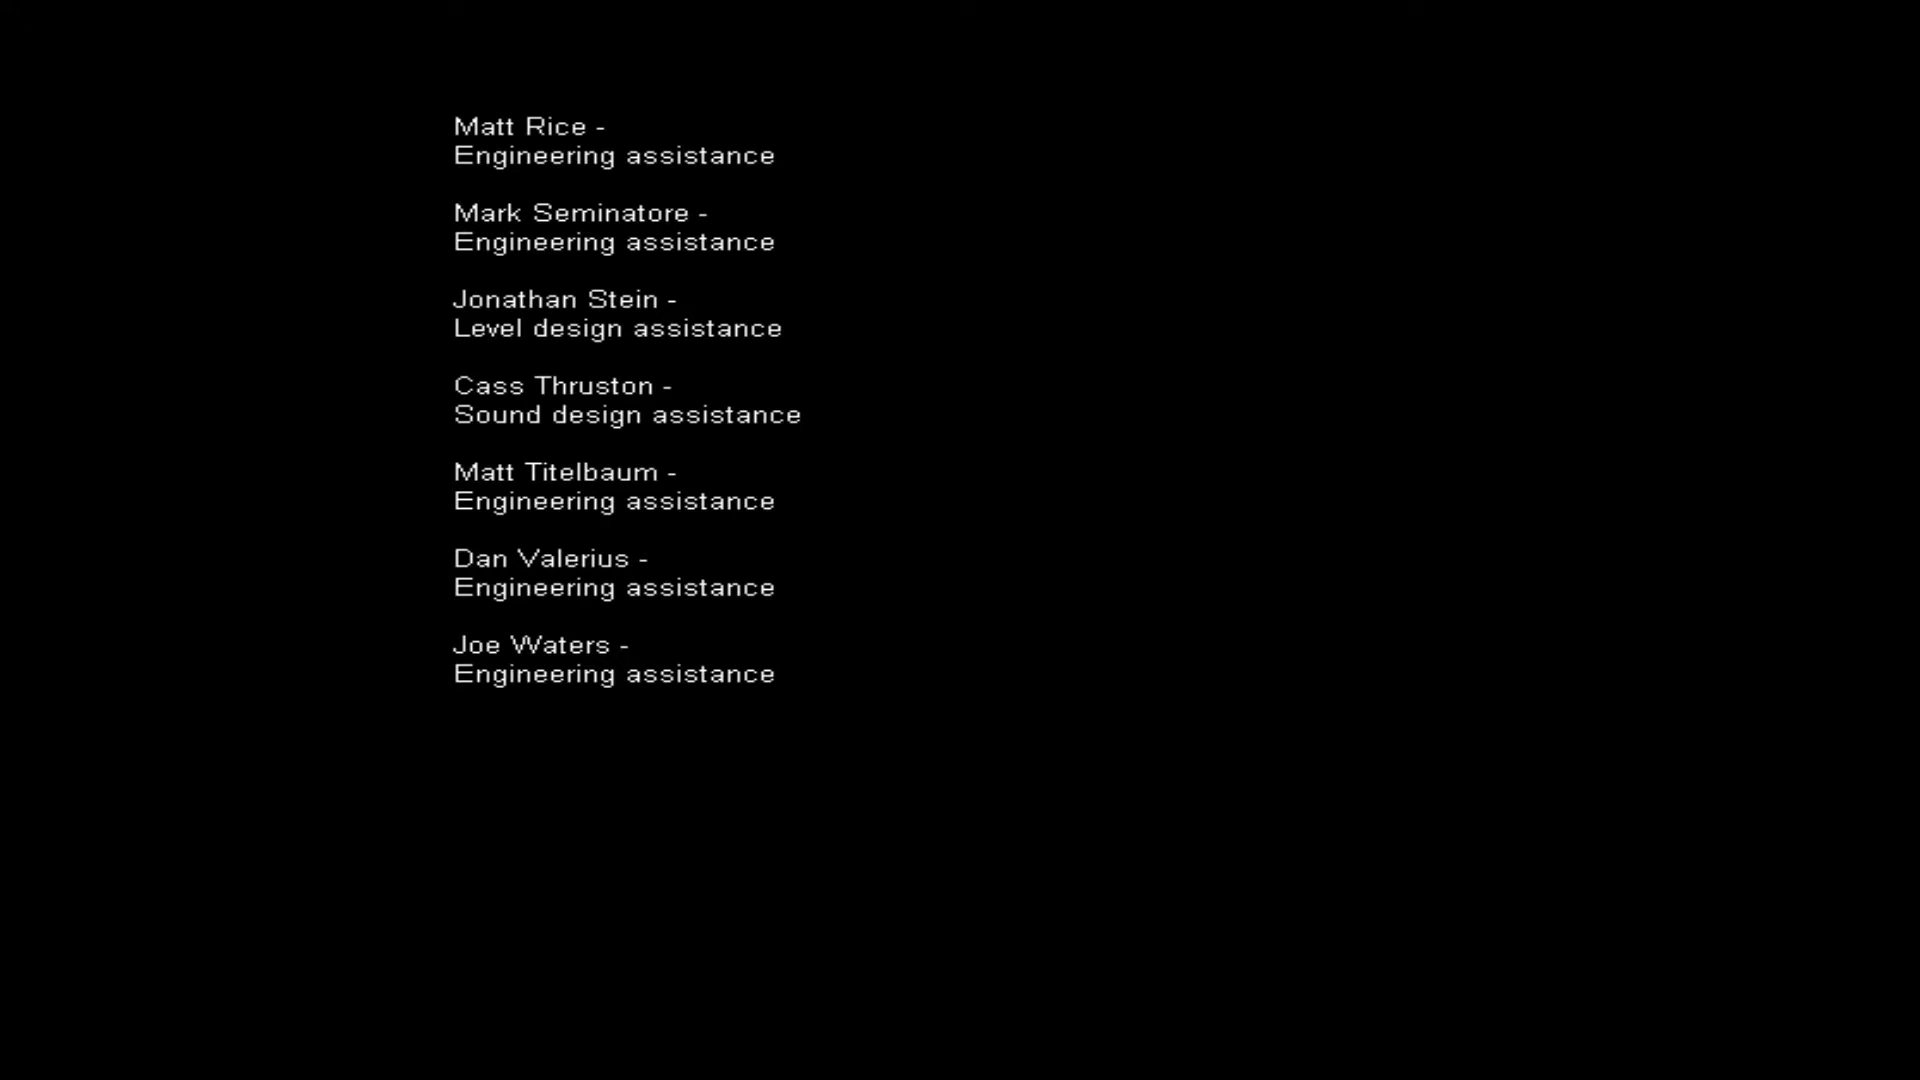 Matt Rice -
Engineering assistance
Mark Seminatore -
Engineering assistance
Jonathan Stein -
Level design assistance
Cass Thruston -
Sound design assistance
Matt Titelbaum -
Engineering assistance
Dan Valerius -
Engineering assistance
Joe Waters -
Engineering assistance